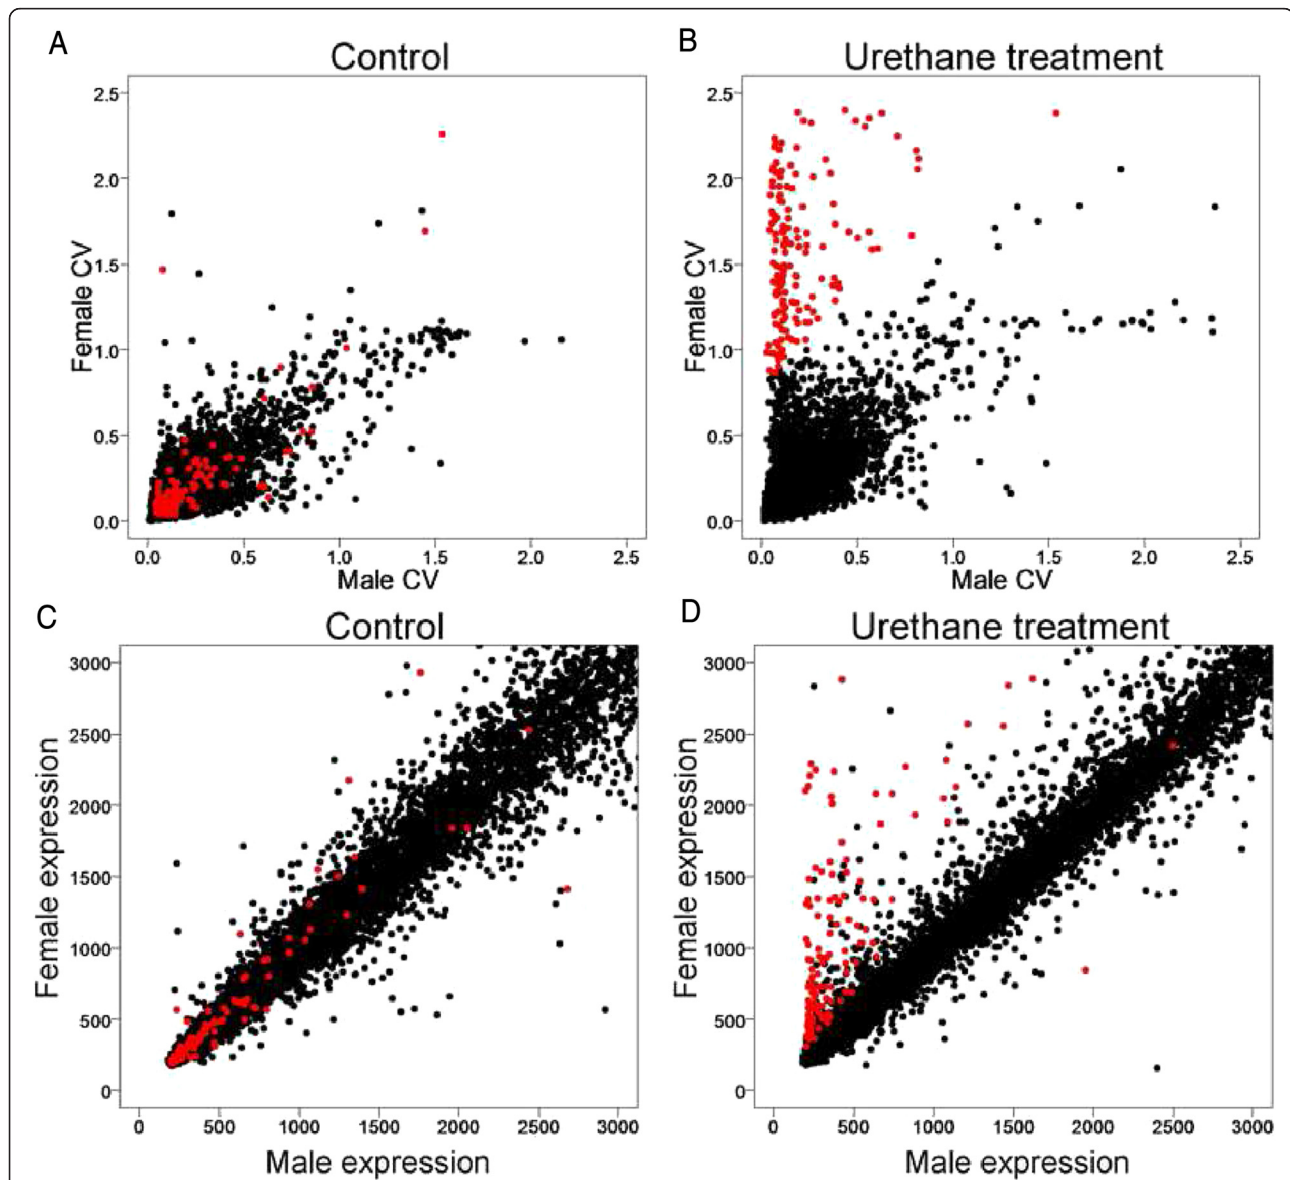 A
Control
2.5
2.0
1.5
1.0
0.5
0.0
Female CV
0.0 0.5 1.0 1.5 2.0 2.5
Male CV
B
Urethane treatment
2.5
2.0
1.5
1.0
0.5
0.0
Female CV
0.0 0.5 1.0 1.5 2.0 2.5
Male CV
C
Control
3000
2500
2000
1500
1000
500
0
Female expression
0 500 1000 1500 2000 2500 3000
Male expression
D
Urethane treatment
3000
2500
2000
1500
1000
500
0
Female expression
0 500 1000 1500 2000 2500 3000
Male expression